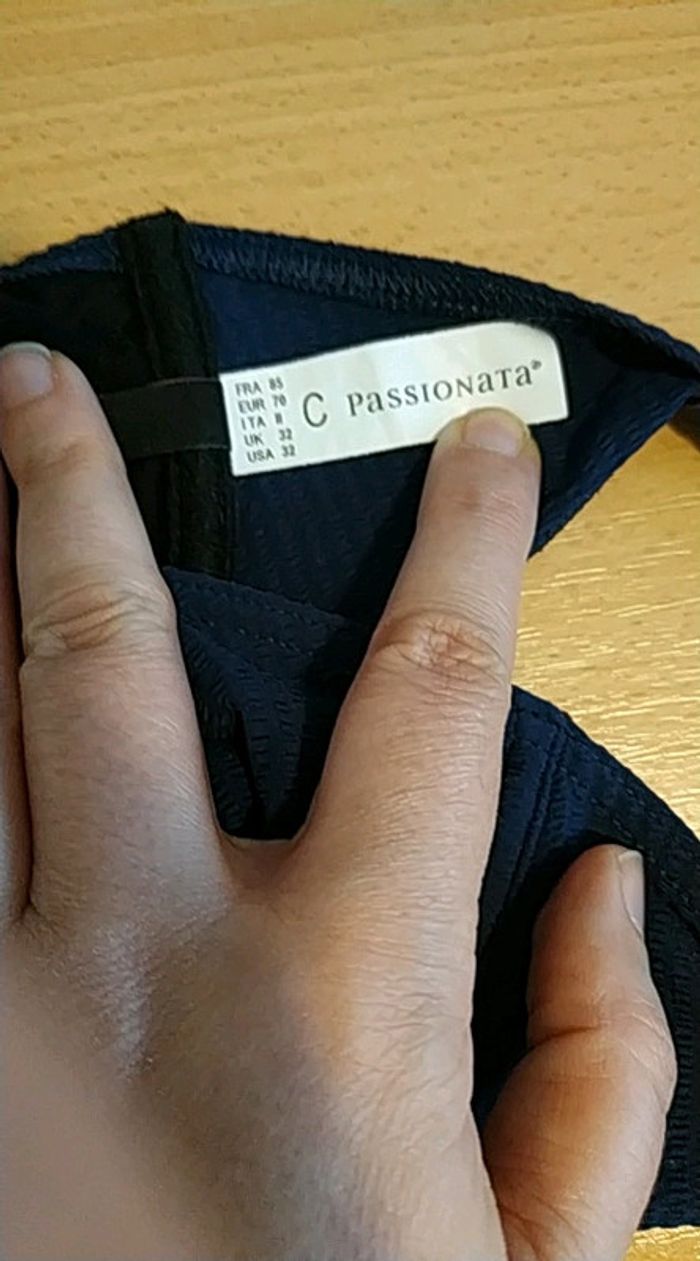 FRA 85
EUR 70
ITA II
UK 32
USA 32
C PASSIONATA®